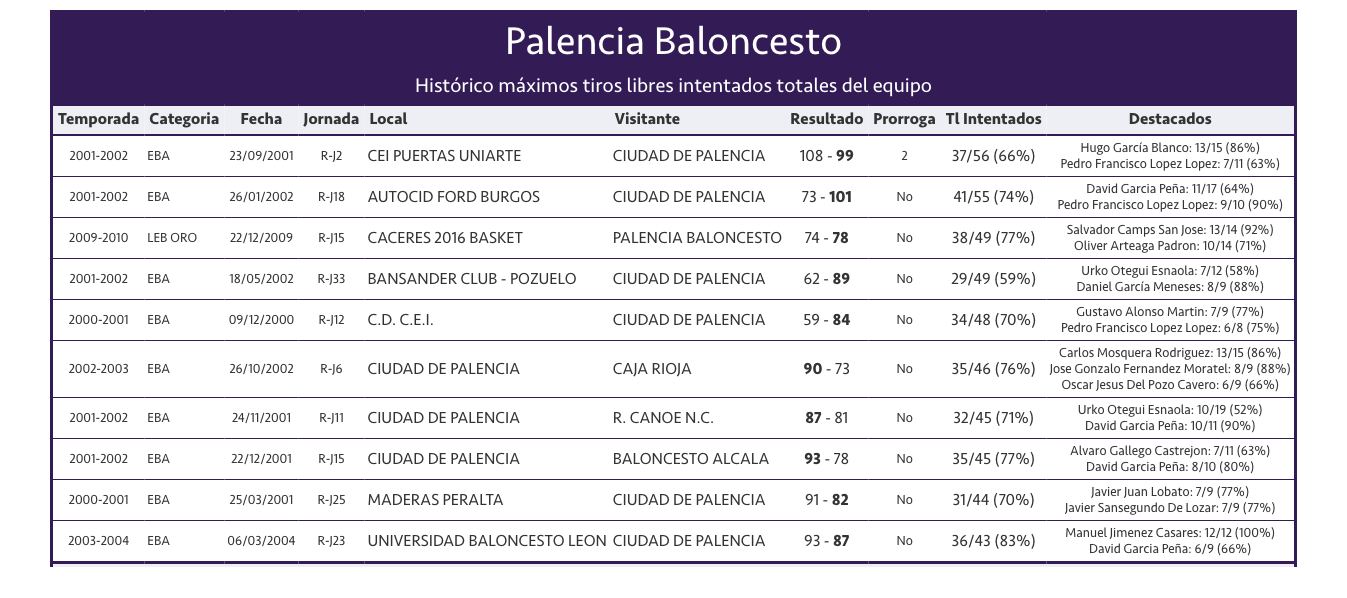 Palencia Baloncesto
Histórico máximos tiros libres intentados totales del equipo
Temporada Categoria Fecha Jornada Local Visitante Resultado Prorroga Tl Intentados Destacados
2001-2002 EBA 23/09/2001 R-J2 CEI PUERTAS UNIARTE CIUDAD DE PALENCIA 108 - 99 2 37/56 (66%) Hugo García Blanco: 13/15 (86%)
Pedro Francisco Lopez Lopez: 7/11 (63%)
2001-2002 EBA 26/01/2002 R-J18 AUTOCID FORD BURGOS CIUDAD DE PALENCIA 73 - 101 No 41/55 (74%) David Garcia Peña: 11/17 (64%)
Pedro Francisco Lopez Lopez: 9/10 (90%)
2009-2010 LEB ORO 22/12/2009 R-J15 CACERES 2016 BASKET PALENCIA BALONCESTO 74 - 78 No 38/49 (77%) Salvador Camps San Jose: 13/14 (92%)
Oliver Arteaga Padron: 10/14 (71%)
2001-2002 EBA 18/05/2002 R-J33 BANSANDER CLUB - POZUELO CIUDAD DE PALENCIA 62 - 89 No 29/49 (59%) Urko Otegui Esnaola: 7/12 (58%)
Daniel García Meneses: 8/9 (88%)
2000-2001 EBA 09/12/2000 R-J12 C.D. C.E.I. CIUDAD DE PALENCIA 59 - 84 No 34/48 (70%) Gustavo Alonso Martin: 7/9 (77%)
Pedro Francisco Lopez Lopez: 6/8 (75%)
2002-2003 EBA 26/10/2002 R-J6 CIUDAD DE PALENCIA CAJA RIOJA 90 - 73 No 35/46 (76%) Carlos Mosquera Rodriguez: 13/15 (86%)
Jose Gonzalo Fernandez Moratel: 8/9 (88%)
Oscar Jesus Del Pozo Cavero: 6/9 (66%)
2001-2002 EBA 24/11/2001 R-J11 CIUDAD DE PALENCIA R. CANOE N.C. 87 - 81 No 32/45 (71%) Urko Otegui Esnaola: 10/19 (52%)
David Garcia Peña: 10/11 (90%)
2001-2002 EBA 22/12/2001 R-J15 CIUDAD DE PALENCIA BALONCESTO ALCALA 93 - 78 No 35/45 (77%) Alvaro Gallego Castrejon: 7/11 (63%)
David Garcia Peña: 8/10 (80%)
2000-2001 EBA 25/03/2001 R-J25 MADERAS PERALTA CIUDAD DE PALENCIA 91 - 82 No 31/44 (70%) Javier Juan Lobato: 7/9 (77%)
Javier Sansegundo De Lozar: 7/9 (77%)
2003-2004 EBA 06/03/2004 R-J23 UNIVERSIDAD BALONCESTO LEON CIUDAD DE PALENCIA 93 - 87 No 36/43 (83%) Manuel Jimenez Casares: 12/12 (100%)
David Garcia Peña: 6/9 (66%)